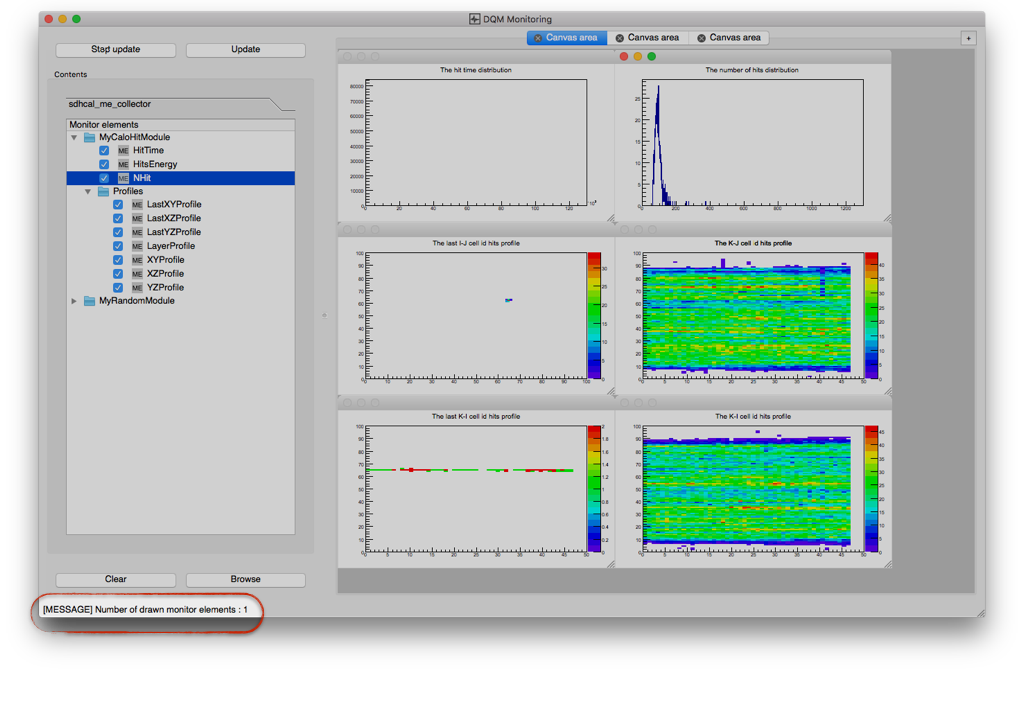 DQM Monitoring
Stop update
Update
Contents
sdhcal_me_collector
Monitor elements
MyCaloHitModule
ME HitTime
ME HitsEnergy
ME NHit
Profiles
ME LastXYProfile
ME LastXZProfile
ME LastYZProfile
ME LayerProfile
ME XYProfile
ME XZProfile
ME YZProfile
MyRandomModule
Clear
Browse
[MESSAGE] Number of drawn monitor elements : 1
Canvas area
Canvas area
Canvas area
+
The hit time distribution
80000
70000
60000
50000
40000
30000
20000
10000
0
0 20 40 60 80 100 120
The number of hits distribution
25
20
15
10
5
0
0 200 400 600 800 1000 1200
The last I-J cell id hits profile
100
90
80
70
60
50
40
30
20
10
0
0 10 20 30 40 50 60 70 80 90 100
30
25
20
15
10
5
0
K-J cell id hits profile
100
90
80
70
60
50
40
30
20
10
0
0 5 10 15 20 25 30 35 40 45 50
40
35
30
25
20
15
10
5
0
The last K-I cell id hits profile
100
90
80
70
60
50
40
30
20
10
0
0 5 10 15 20 25 30 35 40 45 50
2
1.8
1.6
1.4
1.2
1
0.8
0.6
0.4
0.2
0
The K-I cell id hits profile
100
90
80
70
60
50
40
30
20
10
0
0 5 10 15 20 25 30 35 40 45 50
45
40
35
30
25
20
15
10
5
0